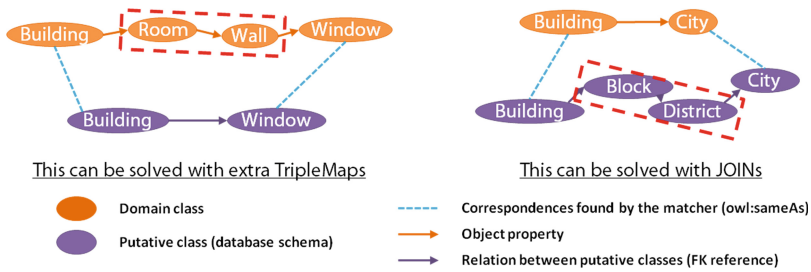 Building
Room
Wall
Window
Building
Window
This can be solved with extra TripleMaps
Building
City
Block
District
City
Building
This can be solved with JOINs
Domain class
Putative class (database schema)
Correspondences found by the matcher (owl:sameAs)
Object property
Relation between putative classes (FK reference)